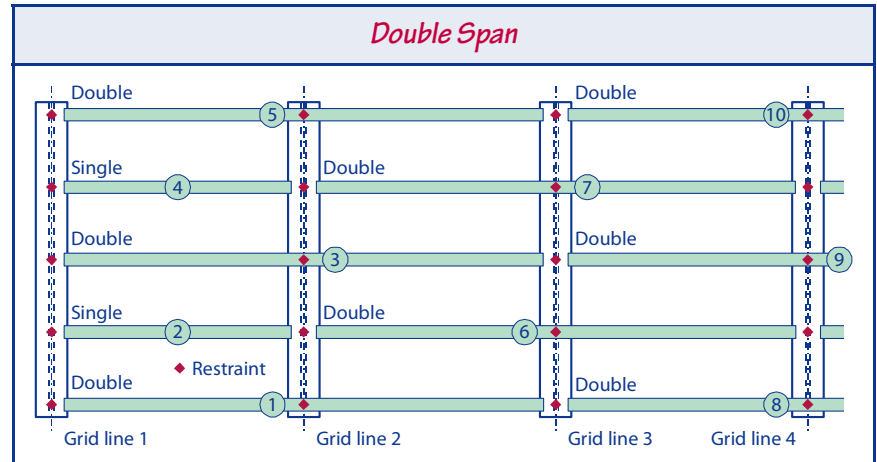 Double Span
Double Double
5 10
Single Double
4 7
Double Double
3 9
Single Double
2 6
Restraint
Double Double
1 8
Grid line 1 Grid line 2 Grid line 3 Grid line 4